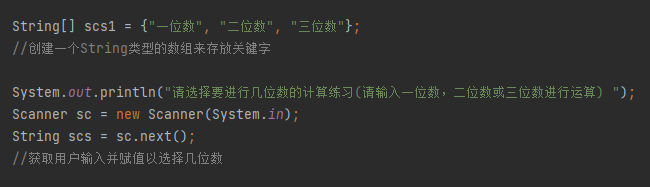 String[] scs1 = {"一位数", "二位数", "三位数"};
//创建一个String类型的数组来存放关键字
System.out.println("请选择要进行几位数的计算练习(请输入一位数，二位数或三位数进行运算) ");
Scanner sc = new Scanner(System.in);
String scs = sc.next();
//获取用户输入并赋值以选择几位数